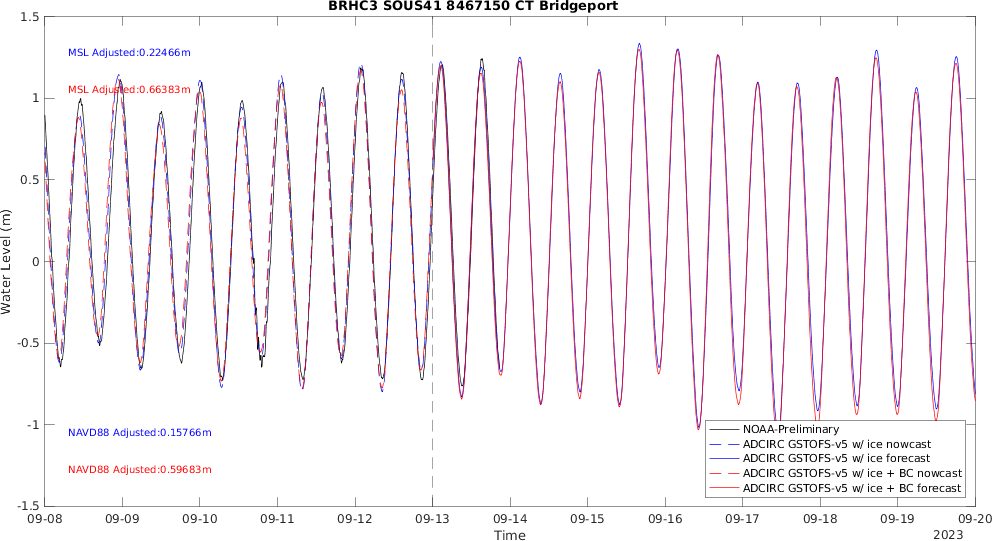 BRHC3 SOUS41 8467150 CT Bridgeport
1.5
MSL Adjusted:0.22466m
MSL Adjusted:0.66383m
1
0.5
Water Level (m)
0
-0.5
-1
NAVD88 Adjusted:0.15766m
NAVD88 Adjusted:0.59683m
NOAA-Preliminary
ADCIRC GSTOFS-v5 w/ ice nowcast
ADCIRC GSTOFS-v5 w/ ice forecast
ADCIRC GSTOFS-v5 w/ ice + BC nowcast
ADCIRC GSTOFS-v5 w/ ice + BC forecast
-1.5
09-08 09-09 09-10 09-11 09-12 09-13 09-14 09-15 09-16 09-17 09-18 09-19 09-20
Time
2023